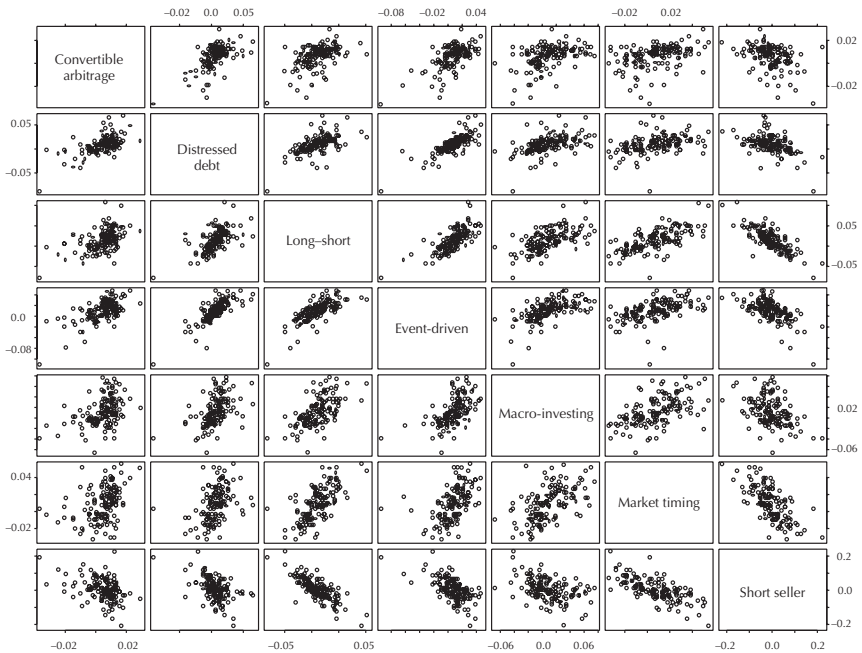 −0.02 0.0 0.05 −0.08 −0.02 0.04 −0.02 0.02
Convertible
arbitrage
0.02
−0.02
0.05
−0.05
Distressed
debt
Long–short
0.05
−0.05
0.0
−0.08
Event-driven
Macro-investing
0.02
−0.06
0.04
−0.02
Market timing
Short seller
0.2
0.0
−0.2
−0.02 0.02 −0.05 0.05 −0.06 0.0 0.06 −0.2 0.0 0.2